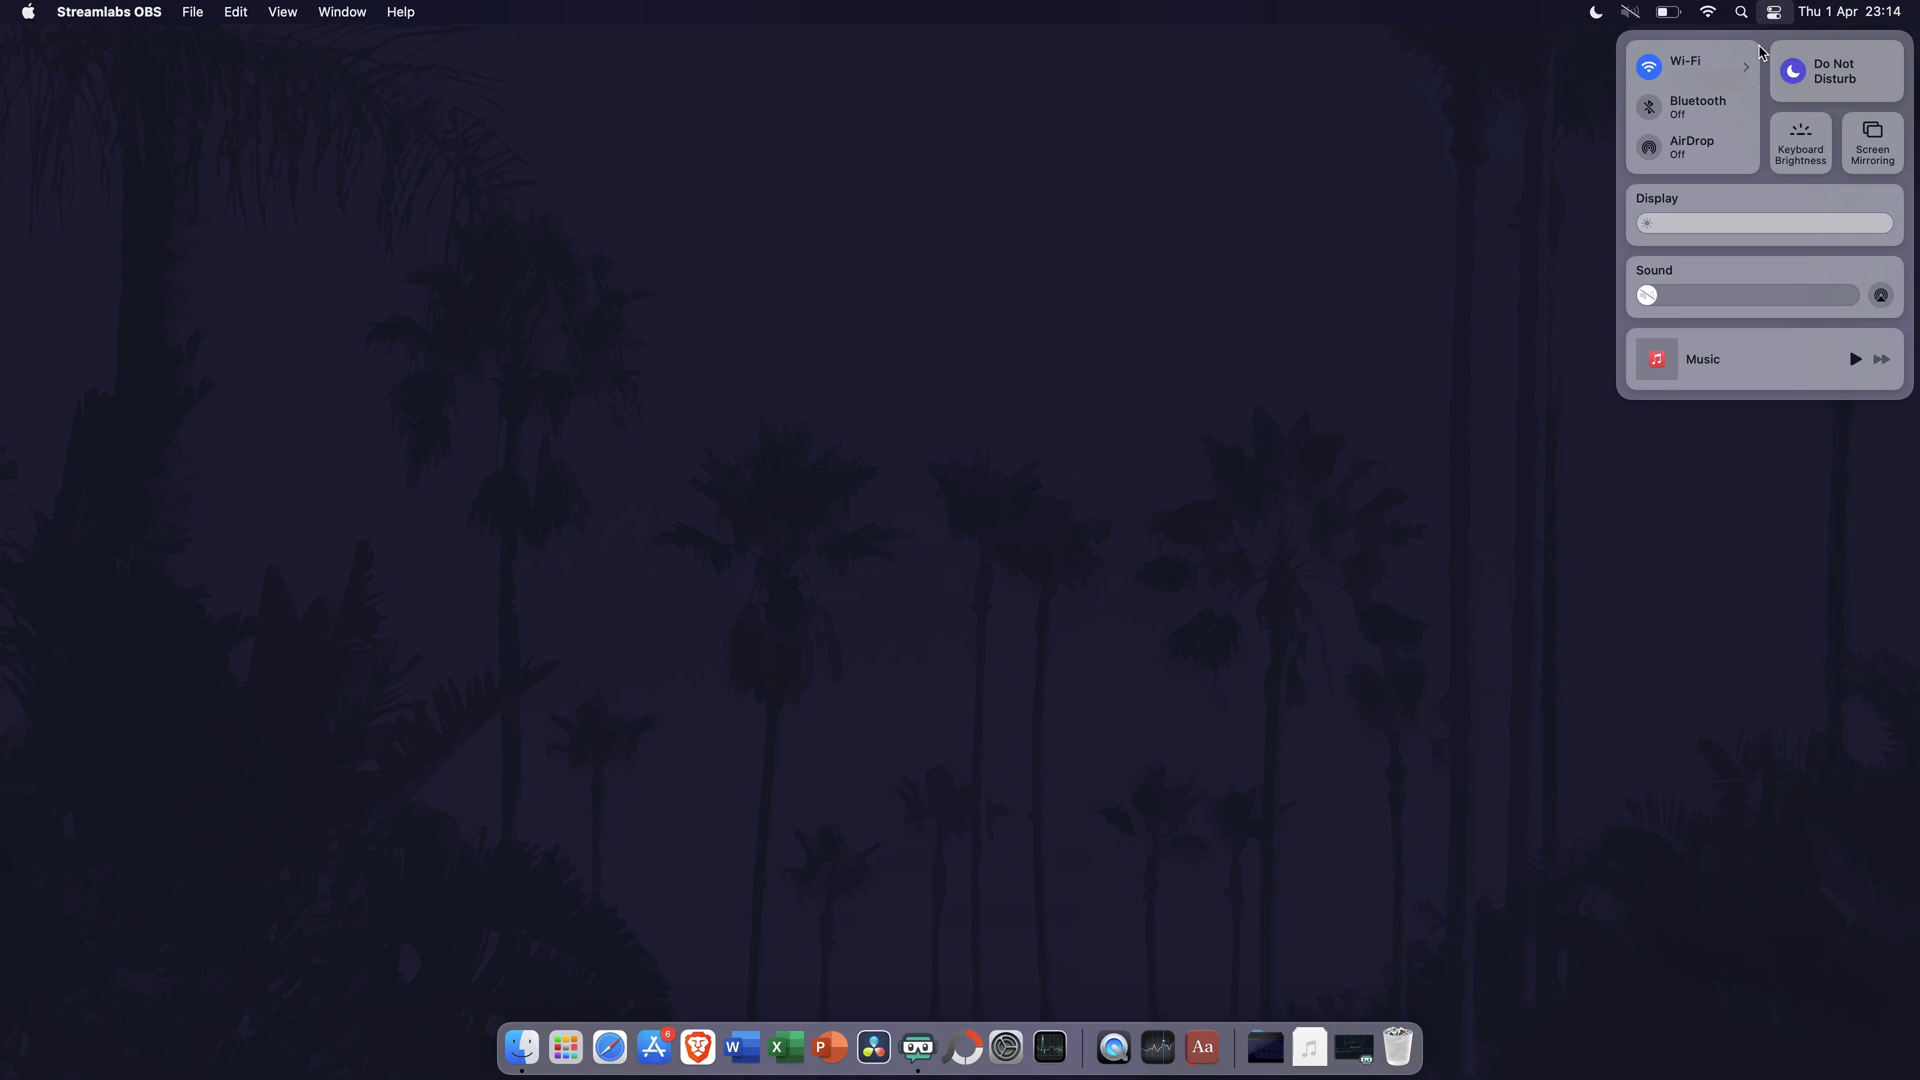 Streamlabs OBS File Edit View Window Help Thu 1 Apr 23:14
Wi-Fi
Bluetooth
Off
AirDrop
Off
Do Not
Disturb
Keyboard
Brightness
Screen
Mirroring
Display
Sound
Music
6
W
X
P
Aa